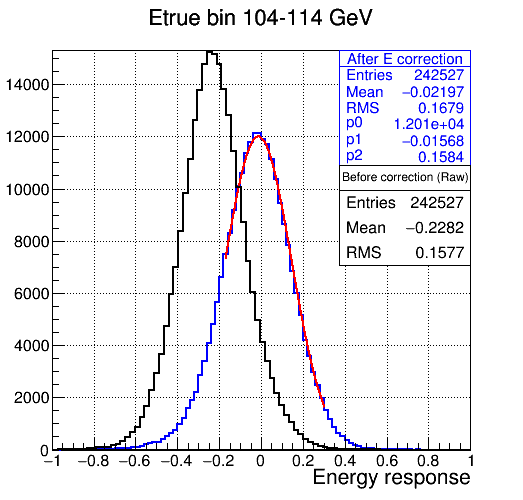 Etrue bin 104-114 GeV
After E correction
Entries 242527
Mean −0.02197
RMS 0.1679
p0 1.201e+04
p1 −0.01568
p2 0.1584
Before correction (Raw)
Entries 242527
Mean −0.2282
RMS 0.1577
14000
12000
10000
8000
6000
4000
2000
0
−1 −0.8 −0.6 −0.4 −0.2 0 0.2 0.4 0.6 0.8 1
Energy response